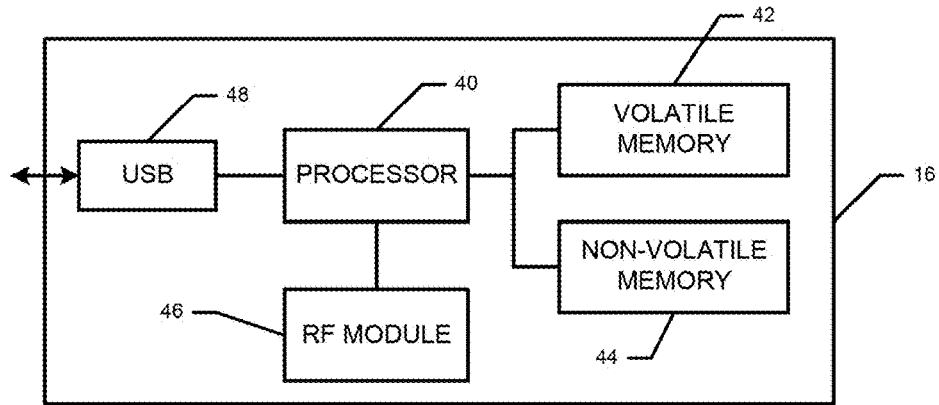 42
48
40
VOLATILE
MEMORY
16
USB
PROCESSOR
NON-VOLATILE
MEMORY
46
RF MODULE
44